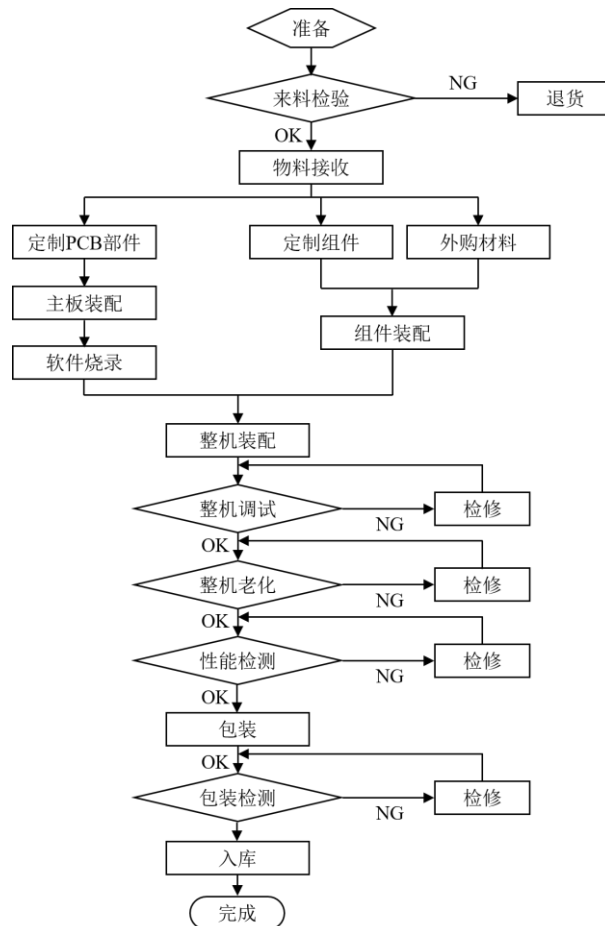 准备
来料检验
NG
退货
OK
物料接收
定制PCB部件
定制组件
外购材料
主板装配
组件装配
软件烧录
整机装配
整机调试
NG
检修
OK
整机老化
NG
检修
OK
性能检测
NG
检修
OK
包装
OK
包装检测
NG
检修
入库
完成